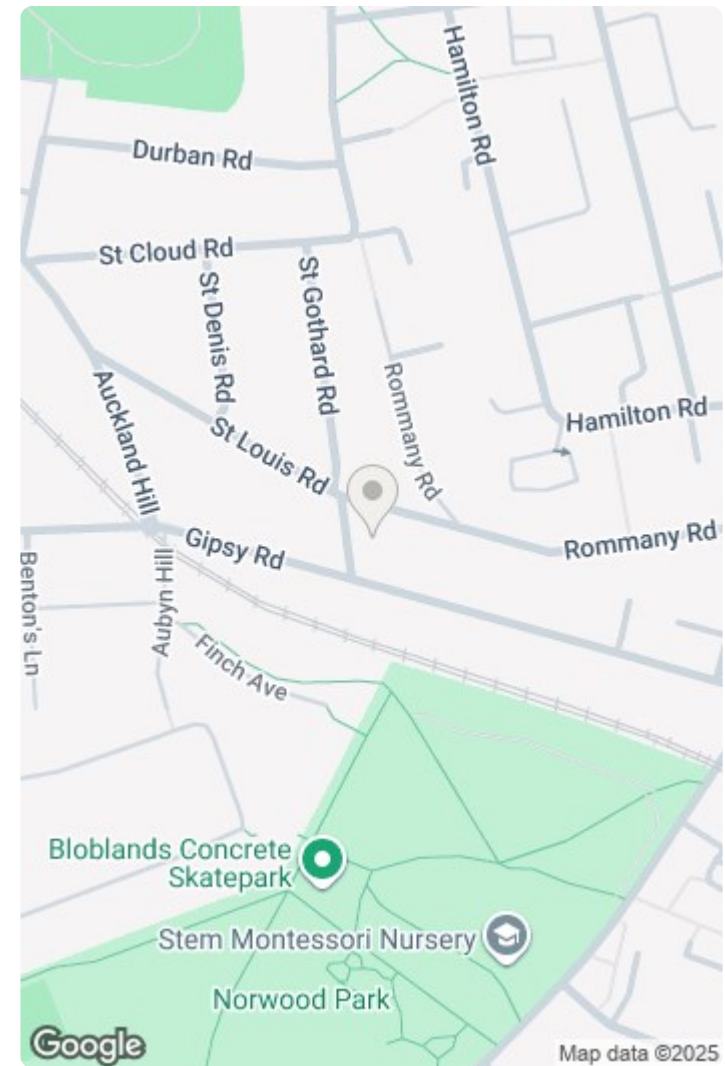 Hamilton Rd
Durban Rd
St Cloud Rd
St Denis Rd
St Gothard Rd
Rommany Rd
Auckland Hill
St Louis Rd
Hamilton Rd
Gipsy Rd
Rommany Rd
Benton's Ln
Aubyn Hill
Finch Ave
Bloblands Concrete
Skatepark
Stem Montessori Nursery
Norwood Park
Google
Map data ©2025